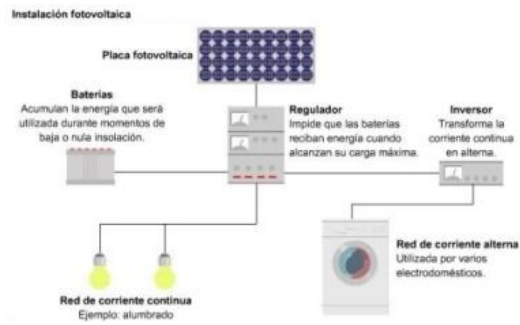 Instalación fotovoltaica
Placa fotovoltaica
Baterías
Acumulan la energía que será
utilizada durante momentos de
baja o nula insolación.
Regulador
Impide que las baterías
reciban energía cuando
alcanzan su carga máxima.
Inversor
Transforma la
corriente continua
en alterna.
Red de corriente alterna
Utilizada por varios
electrodomésticos.
Red de corriente continua
Ejemplo: alumbrado